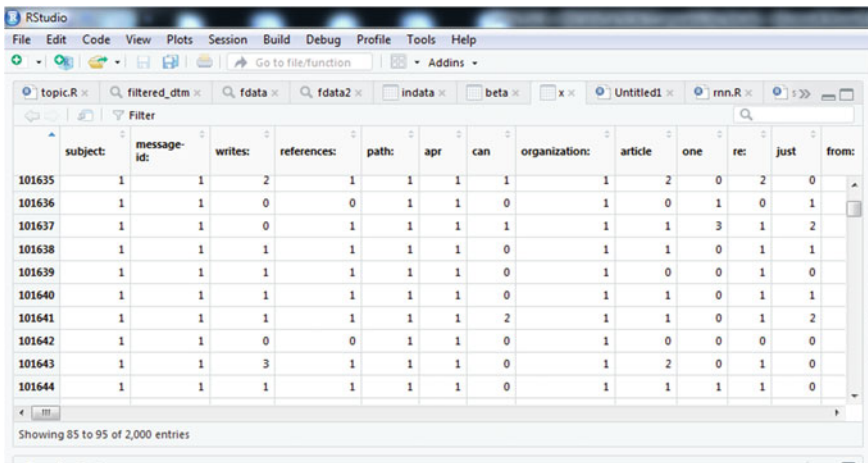 RStudio
File Edit Code View Plots Session Build Debug Profile Tools Help
Go to file/function Addins
topic.R filtered_dtm fdata fdata2 indata beta x Untitled1 rnn.R s
Filter
subject: message-id: writes: references: path: apr can organization: article one re: just from:
101635 1 1 2 1 1 1 1 1 2 0 2 0
101636 1 1 0 0 1 1 0 1 0 1 0 1
101637 1 1 0 1 1 1 1 1 1 3 1 2
101638 1 1 1 1 1 1 0 1 1 0 1 1
101639 1 1 1 1 1 1 0 1 0 0 1 0
101640 1 1 1 1 1 1 0 1 1 0 1 1
101641 1 1 1 1 1 1 2 1 1 0 1 2
101642 1 1 0 0 1 1 0 1 0 0 0 0
101643 1 1 3 1 1 1 0 1 2 0 1 0
101644 1 1 1 1 1 1 0 1 1 1 1 0
Showing 85 to 95 of 2,000 entries